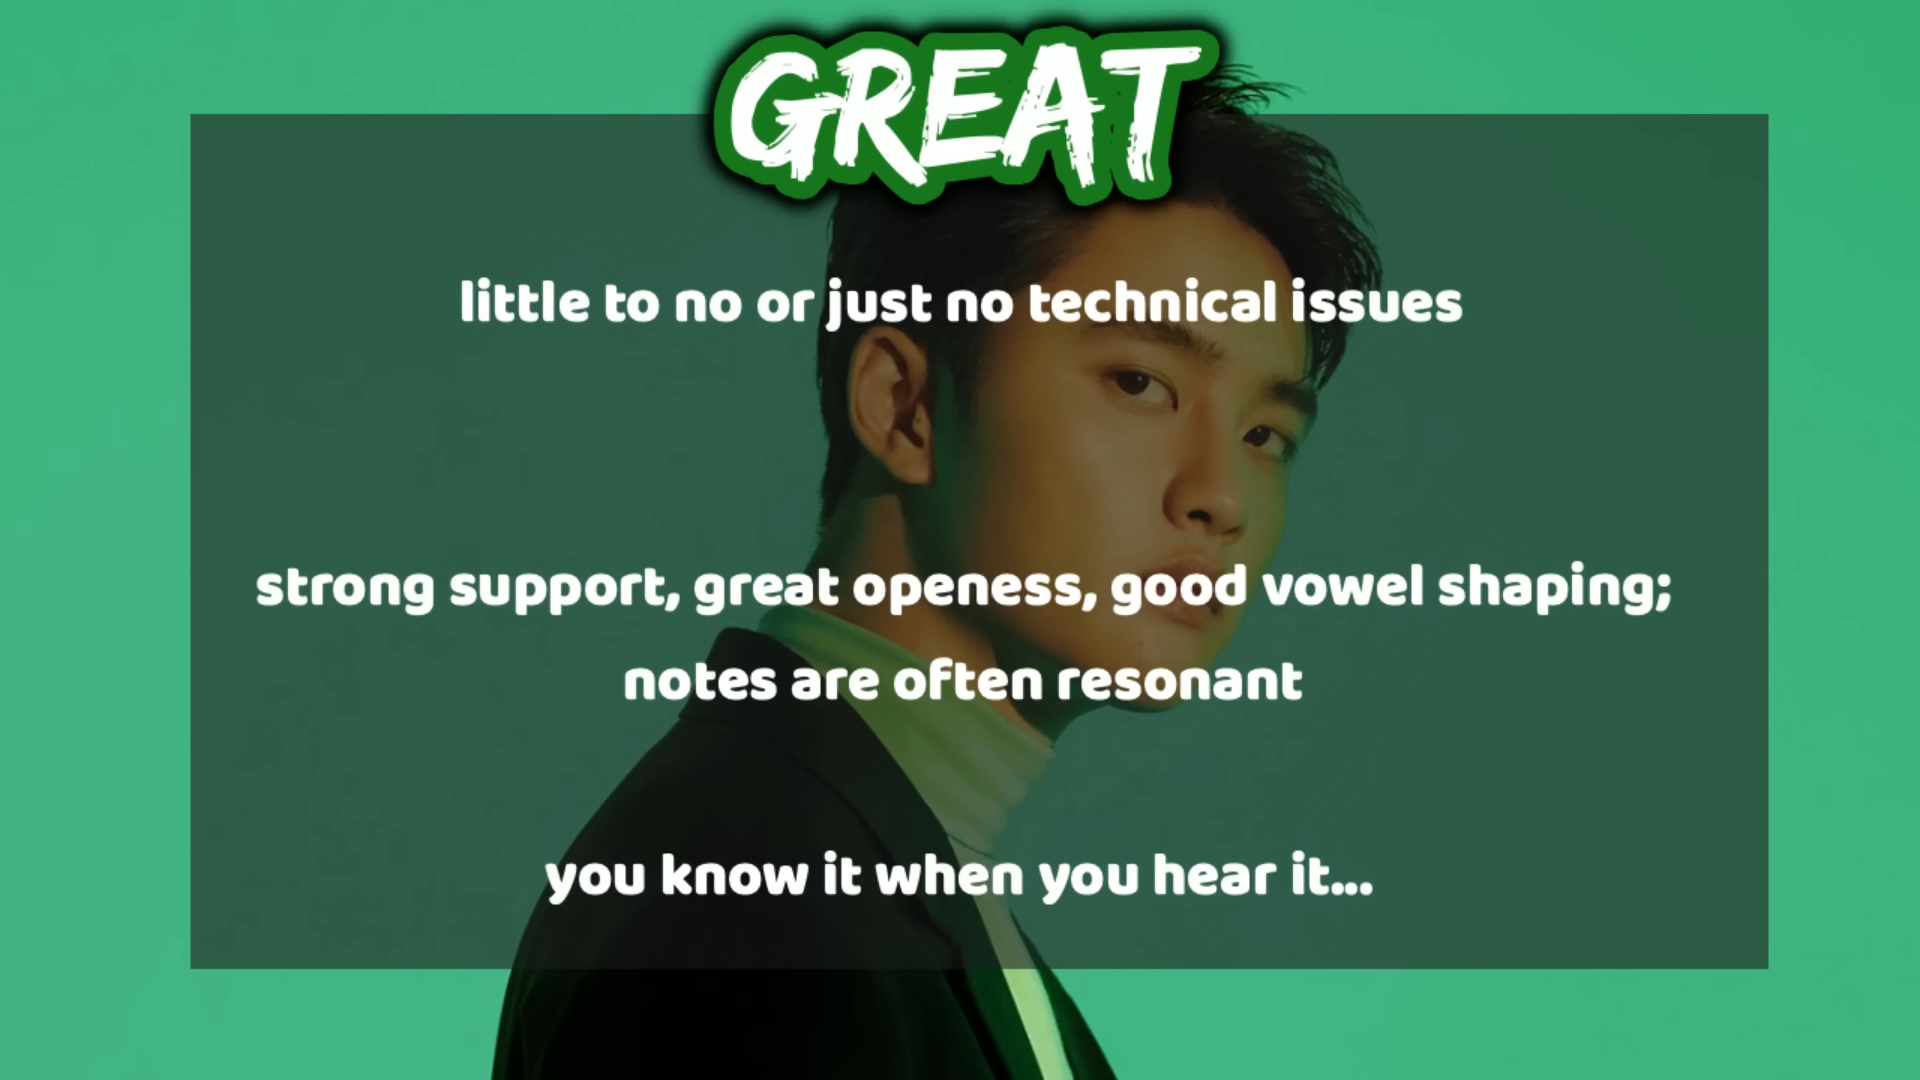 GREAT
little to no or just no technical issues
strong support, great openess, good vowel shaping;
notes are often resonant
you know it when you hear it...